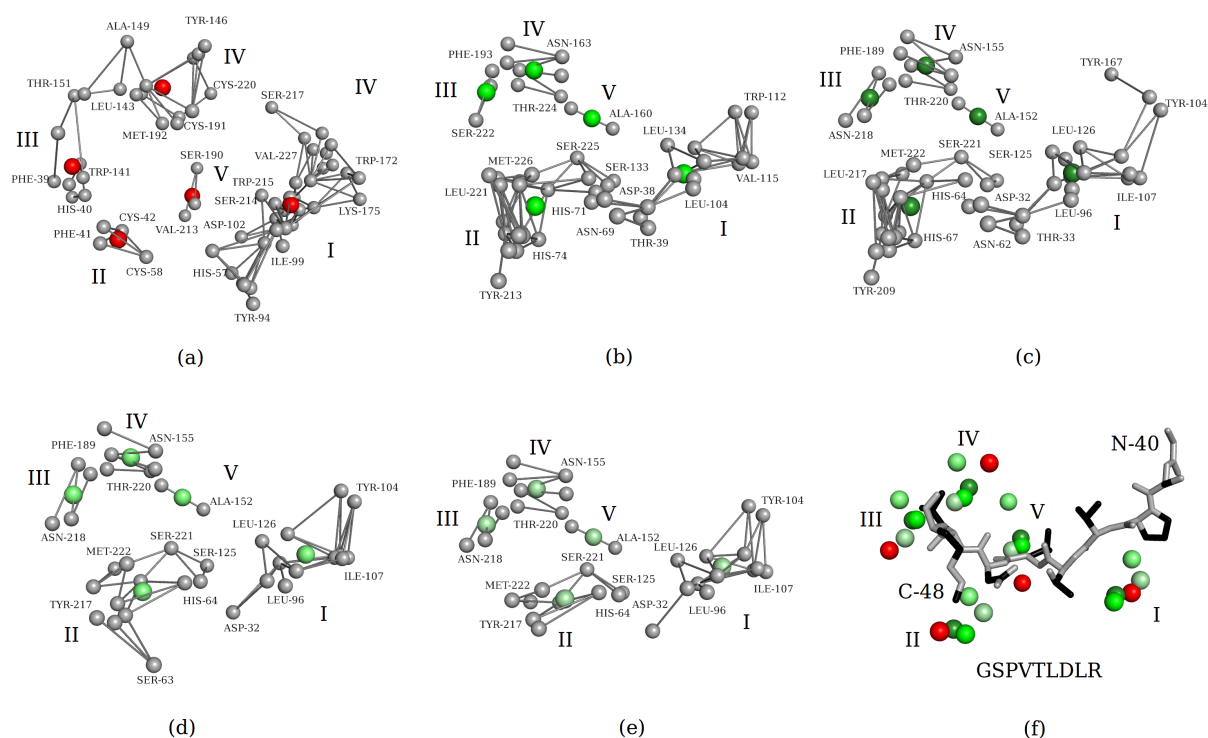 TYR-146
ALA-149
IV
THR-151
CYS-220
LEU-143
IV
SER-217
CYS-191
MET-192
III
SER-190
VAL-227
TRP-172
V
TRP-141
PHE-39
TRP-215
SER-214
HIS-40
LYS-175
CYS-42
ASP-102
VAL-213
PHE-41
I
ILE-99
CYS-58
HIS-57
II
TYR-94
(a)
IV
ASN-163
PHE-193
III
V
THR-224
ALA-160
TRP-112
SER-222
LEU-134
SER-225
MET-226
SER-133
VAL-115
LEU-221
ASP-38
LEU-104
HIS-71
ASN-69
I
II
THR-39
HIS-74
TYR-213
(b)
IV
PHE-189
ASN-155
TYR-167
III
V
THR-220
TYR-104
ALA-152
ASN-218
LEU-126
SER-221
MET-222
SER-125
LEU-217
ASP-32
HIS-64
ILE-107
LEU-96
II
I
HIS-67
THR-33
ASN-62
TYR-209
(c)
IV
ASN-155
PHE-189
III
V
THR-220
TYR-104
ALA-152
LEU-126
ASN-218
SER-221
MET-222
SER-125
ILE-107
TYR-217
HIS-64
LEU-96
I
ASP-32
II
SER-63
(d)
IV
ASN-155
PHE-189
TYR-104
V
III
THR-220
ALA-152
LEU-126
ASN-218
SER-221
MET-222
SER-125
ILE-107
ASP-32
HIS-64
LEU-96
TYR-217
I
II
(e)
IV
N-40
V
III
C-48
I
II
GSPVTLDLR
(f)